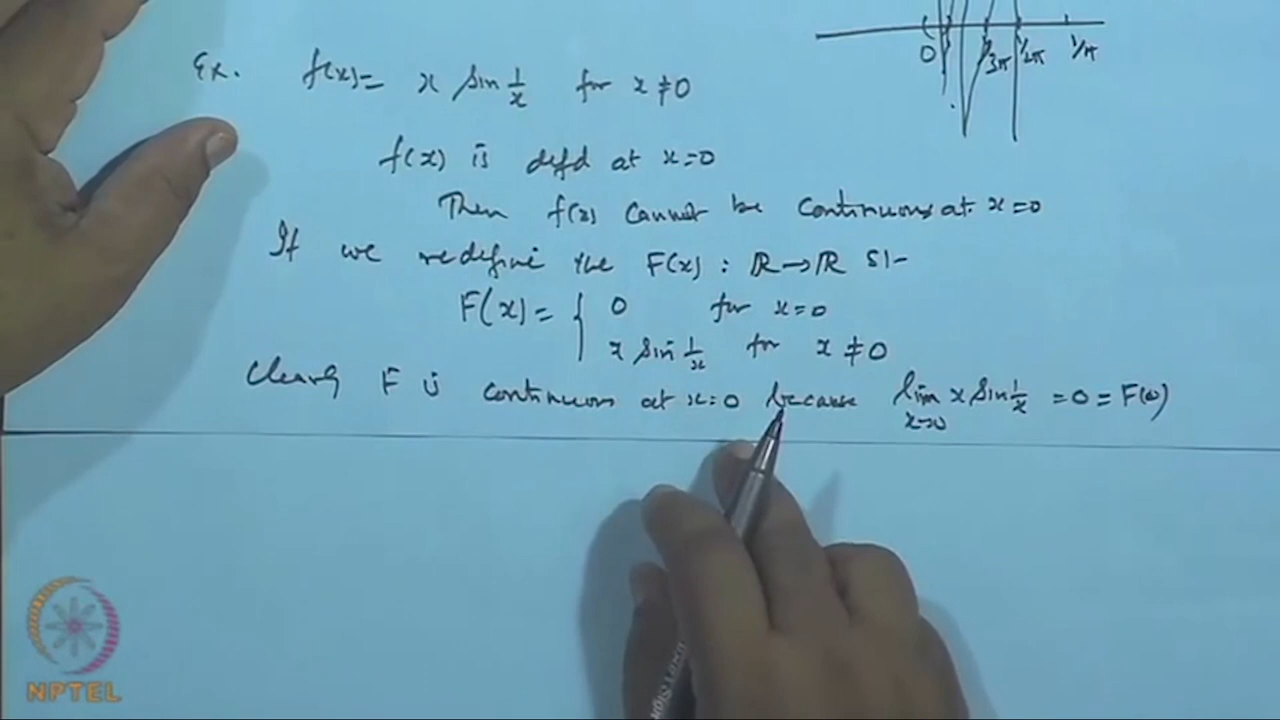 0 1/3π 1/2π 1/π
Ex. f(x)= x sin 1/x for x≠0
f(x) is defd at x=0
Then f(x) cannot be continuous at x=0
If we redefine the F(x) : ℝ→ℝ s|-
F(x) = { 0 for x=0
x sin 1/x for x≠0
Clearly F is continuous at x=0 because lim x→0 x sin 1/x = 0 = F(0)
NPTEL